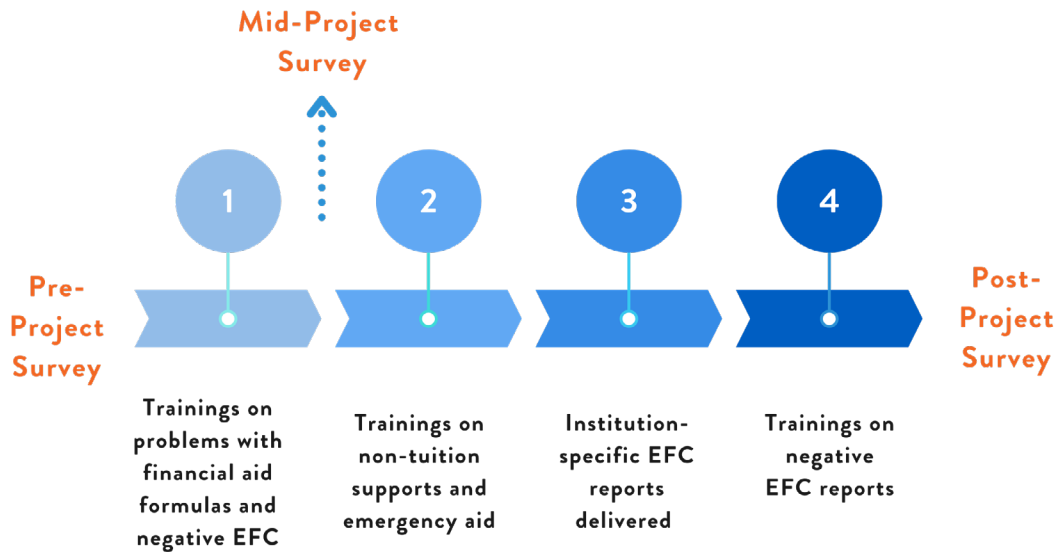 Mid-Project
Survey
1
2
3
4
Pre-
Project
Survey
Post-
Project
Survey
Trainings on
problems with
financial aid
formulas and
negative EFC
Trainings on
non-tuition
supports and
emergency aid
Institution-
specific EFC
reports
delivered
Trainings on
negative
EFC reports